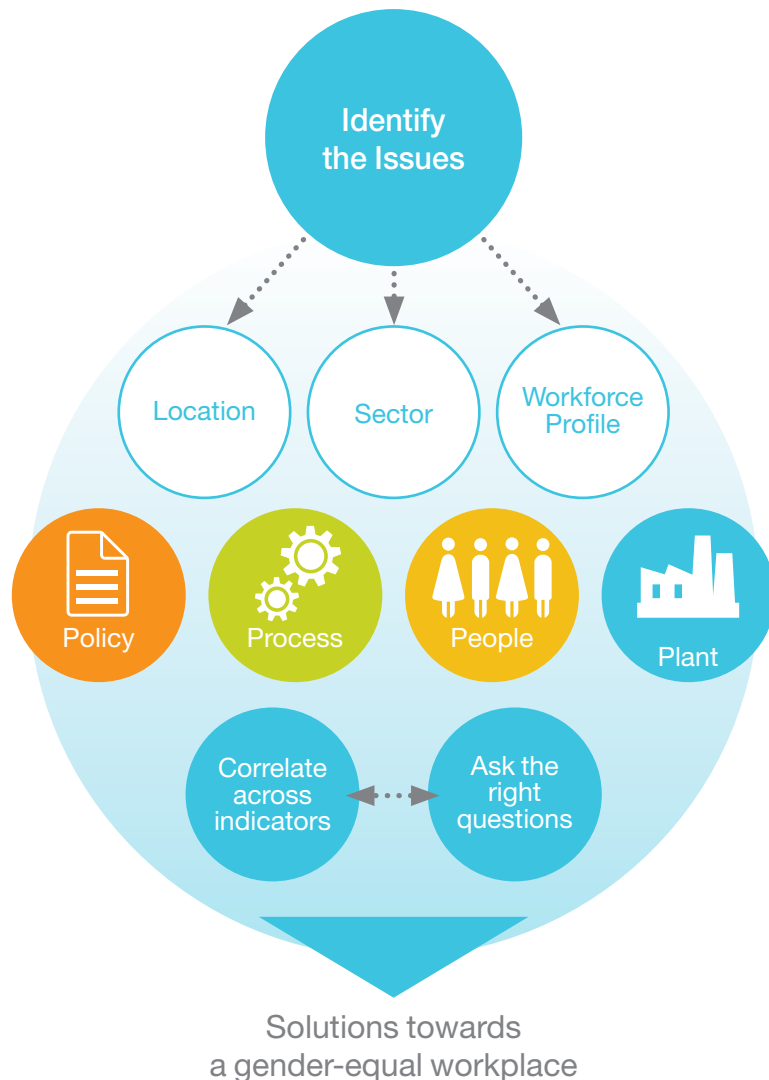 Identify
the Issues
Location
Sector
Workforce
Profile
Policy
Process
People
Plant
Correlate
across
indicators
Ask the
right
questions
Solutions towards
a gender-equal workplace